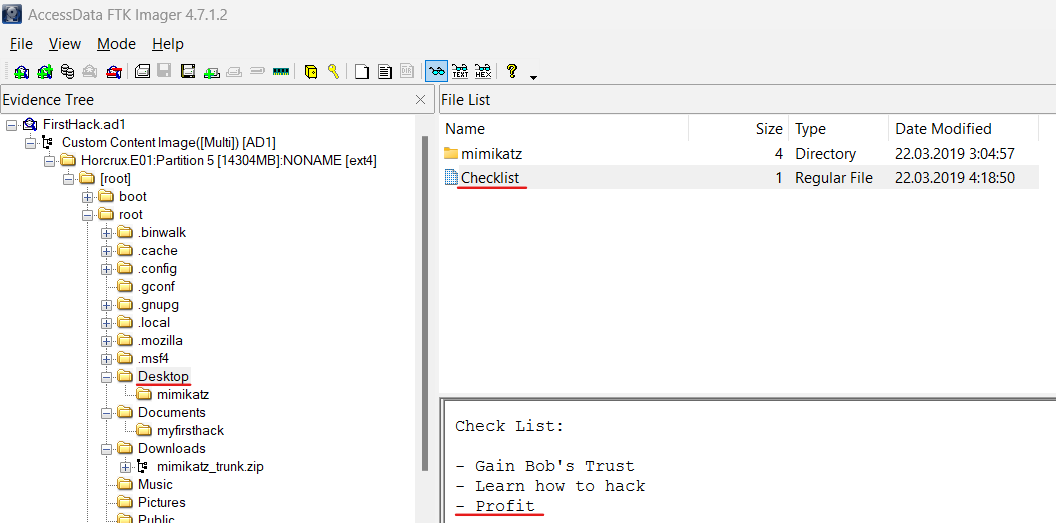 AccessData FTK Imager 4.7.1.2
File View Mode Help
TEXT HEX ?
Evidence Tree
FirstHack.ad1
Custom Content Image([Multi]) [AD1]
Horcrux.E01:Partition 5 [14304MB]:NONAME [ext4]
[root]
boot
root
.binwalk
.cache
.config
.gconf
.gnupg
.local
.mozilla
.msf4
Desktop
mimikatz
Documents
myfirsthack
Downloads
mimikatz_trunk.zip
Music
Pictures
Public
File List
Name Size Type Date Modified
mimikatz 4 Directory 22.03.2019 3:04:57
Checklist 1 Regular File 22.03.2019 4:18:50
Check List:
- Gain Bob's Trust
- Learn how to hack
- Profit